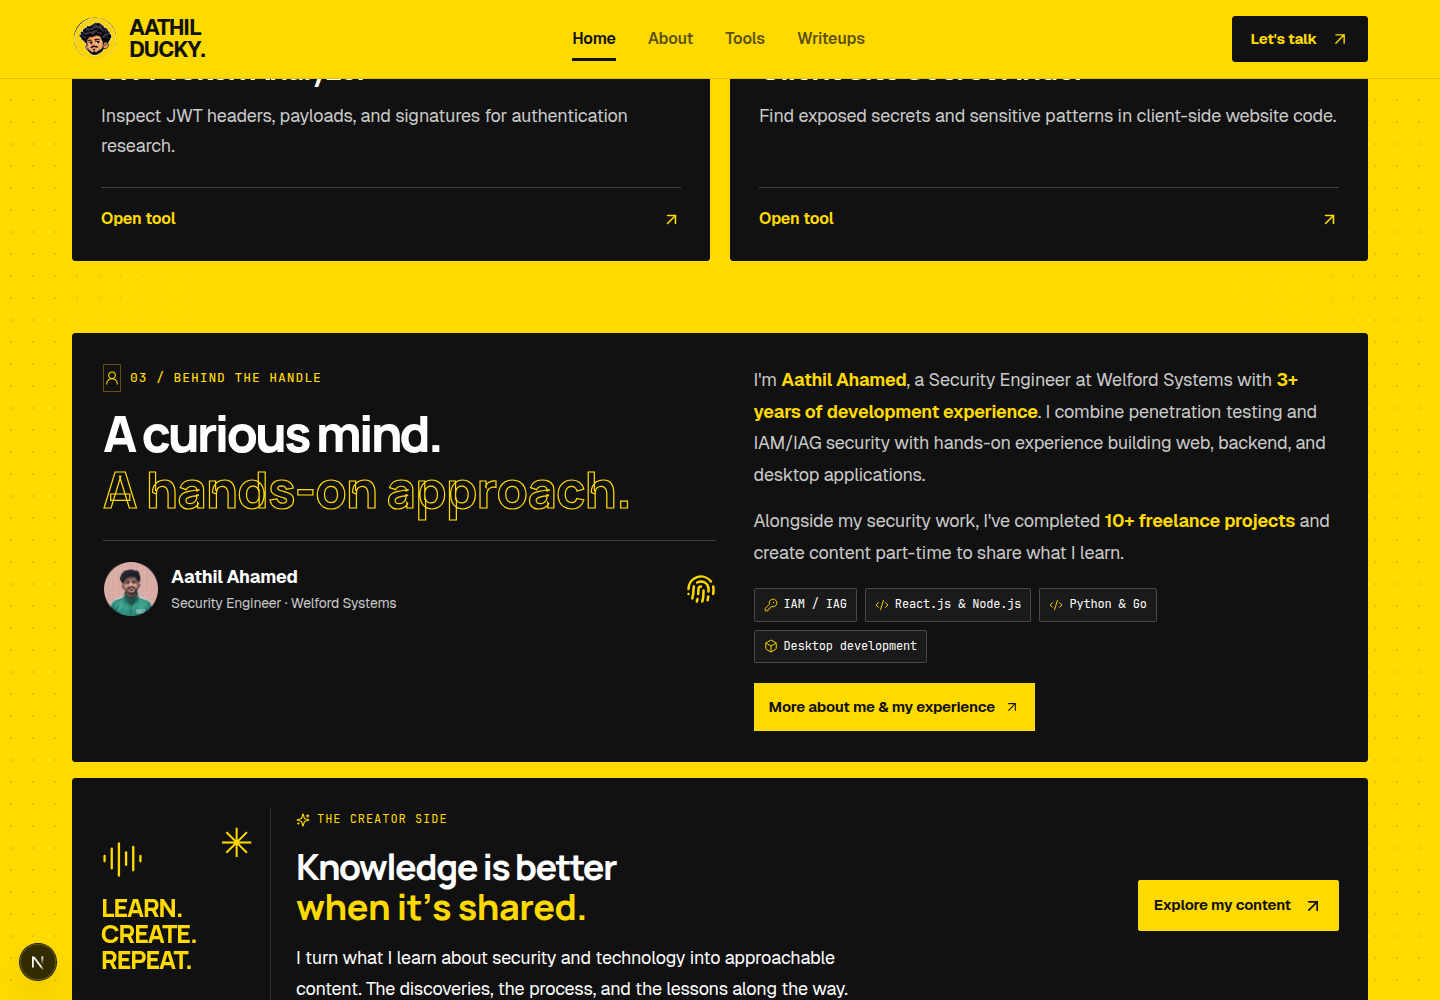 AATHIL
DUCKY.
Home
About
Tools
Writeups
Let's talk
Inspect JWT headers, payloads, and signatures for authentication
research.
Open tool
Find exposed secrets and sensitive patterns in client-side website code.
Open tool
03 / BEHIND THE HANDLE
A curious mind.
A hands-on approach.
Aathil Ahamed
Security Engineer · Welford Systems
I'm Aathil Ahamed, a Security Engineer at Welford Systems with 3+
years of development experience. I combine penetration testing and
IAM/IAG security with hands-on experience building web, backend, and
desktop applications.
Alongside my security work, I've completed 10+ freelance projects and
create content part-time to share what I learn.
IAM / IAG
React.js & Node.js
Python & Go
Desktop development
More about me & my experience
LEARN.
CREATE.
REPEAT.
THE CREATOR SIDE
Knowledge is better
when it's shared.
I turn what I learn about security and technology into approachable
content. The discoveries, the process, and the lessons along the way.
Explore my content
N